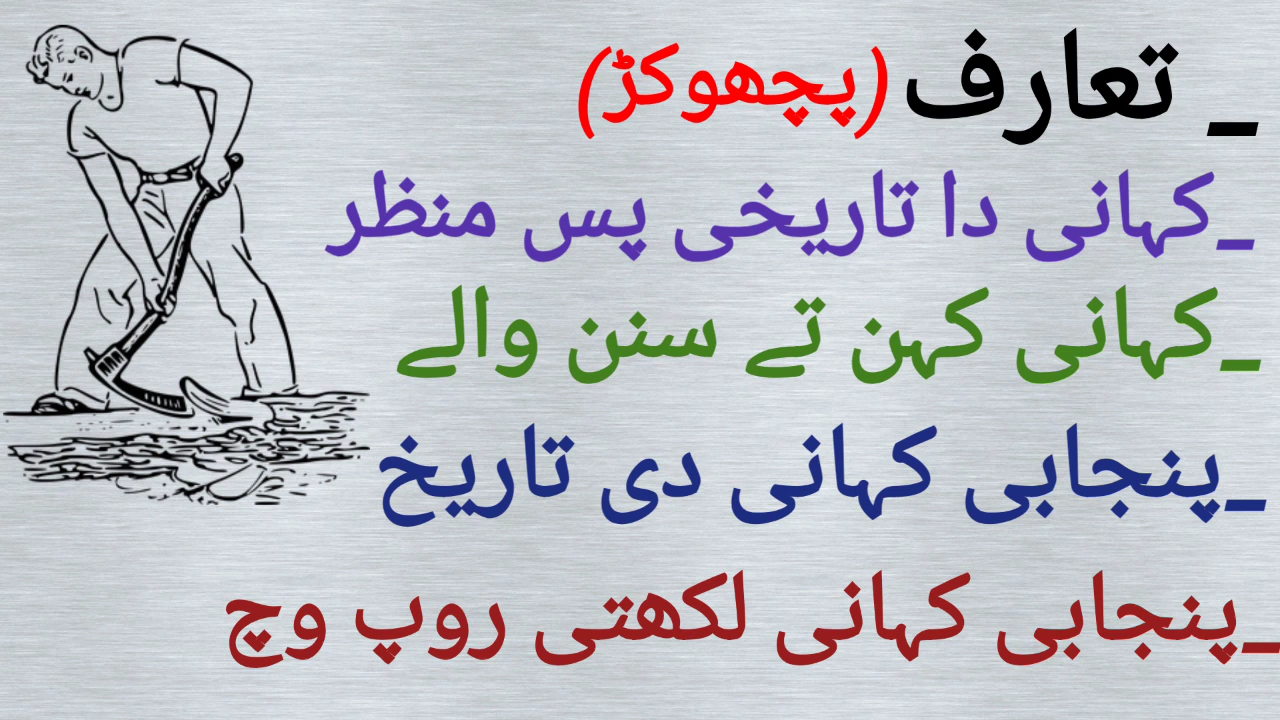 _ تعارف (پچھوکڑ)
_کہانی دا تاریخی پس منظر
_کہانی کہن تے سنن والے
_پنجابی کہانی دی تاریخ
_پنجابی کہانی لکھتی روپ وچ